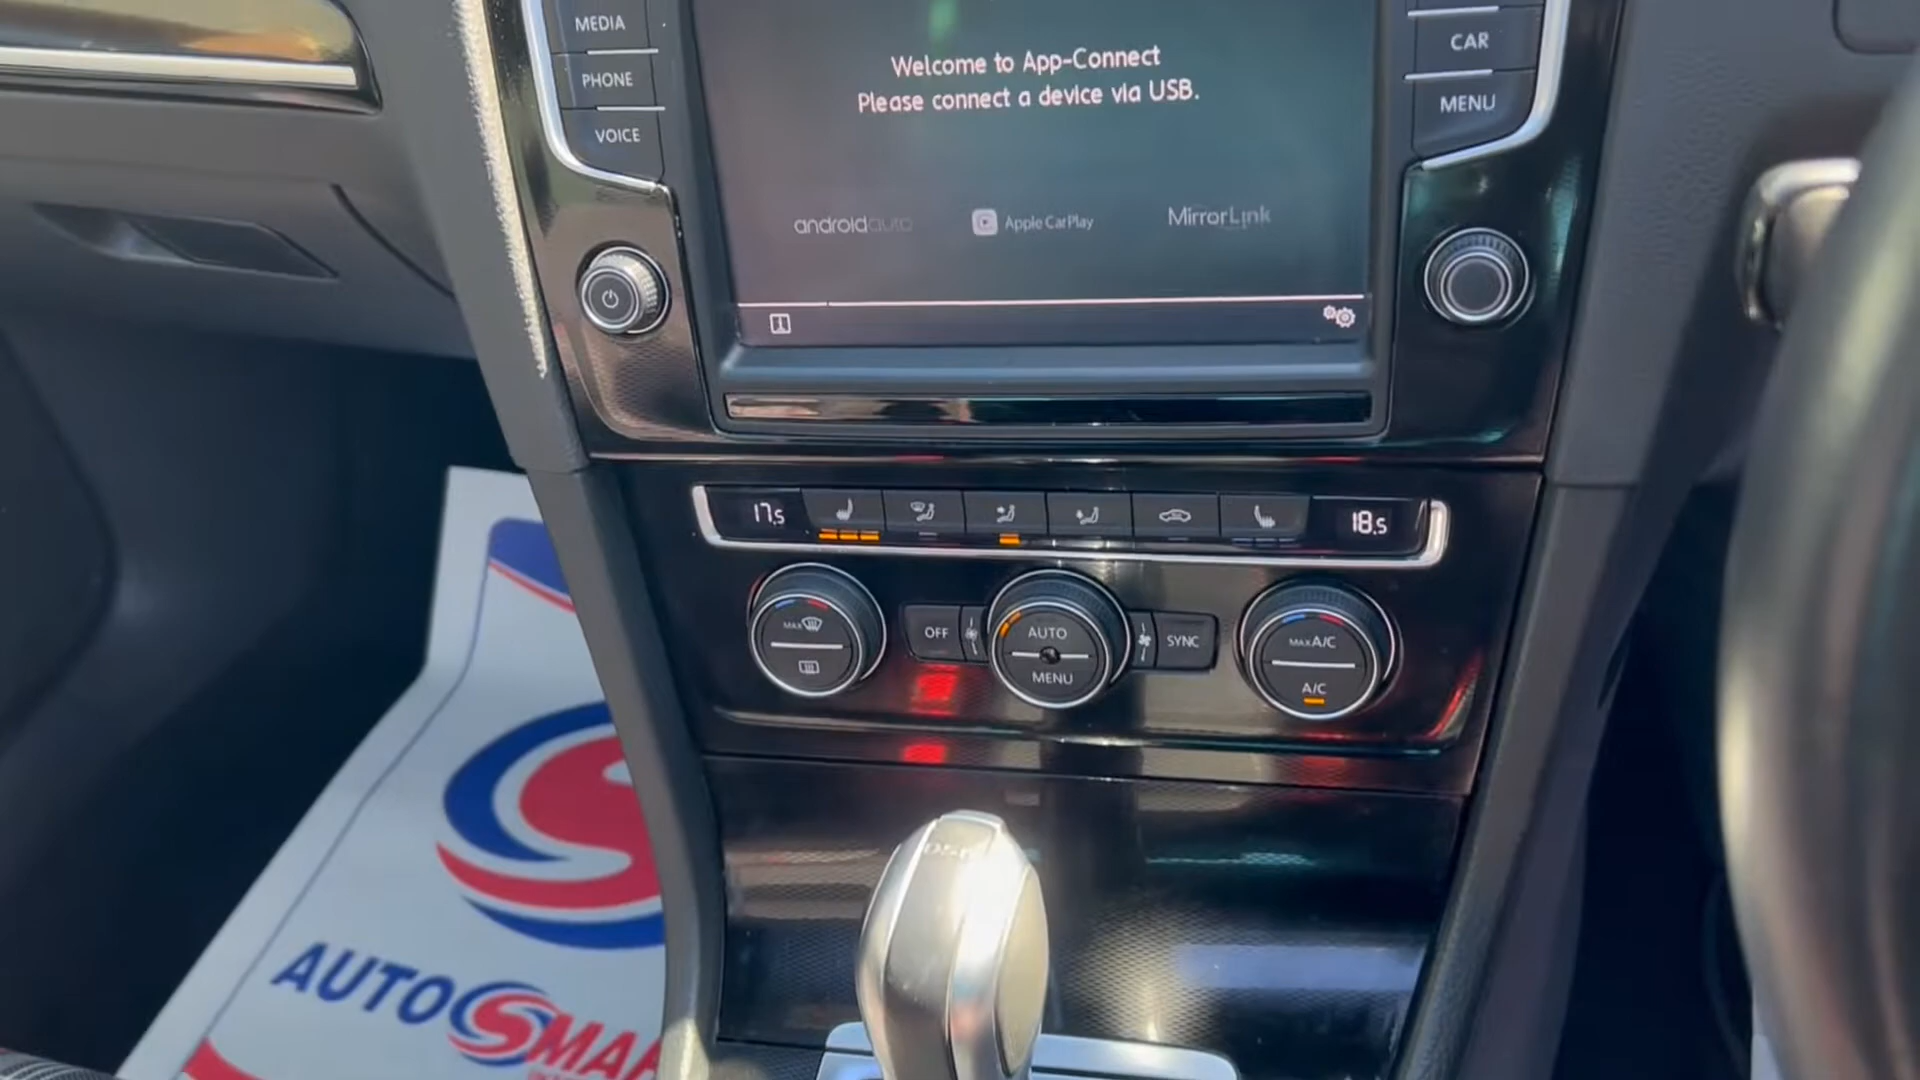 MEDIA
PHONE
VOICE
Welcome to App-Connect
Please connect a device via USB.
androidauto
Apple CarPlay
MirrorLink
CAR
MENU
17.5
18.5
MAX
OFF
AUTO
MENU
SYNC
MAX A/C
A/C
AUTOSMAR